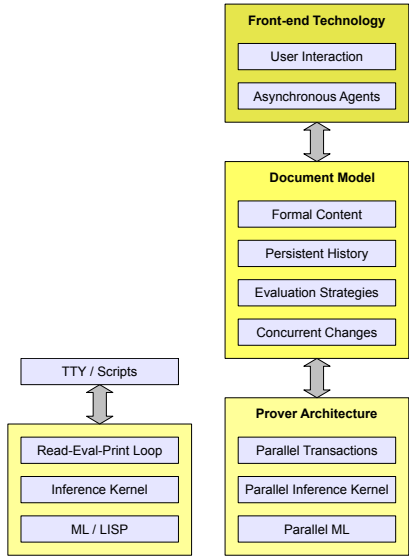 Front-end Technology
User Interaction
Asynchronous Agents
Document Model
Formal Content
Persistent History
Evaluation Strategies
Concurrent Changes
TTY / Scripts
Read-Eval-Print Loop
Inference Kernel
ML / LISP
Prover Architecture
Parallel Transactions
Parallel Inference Kernel
Parallel ML